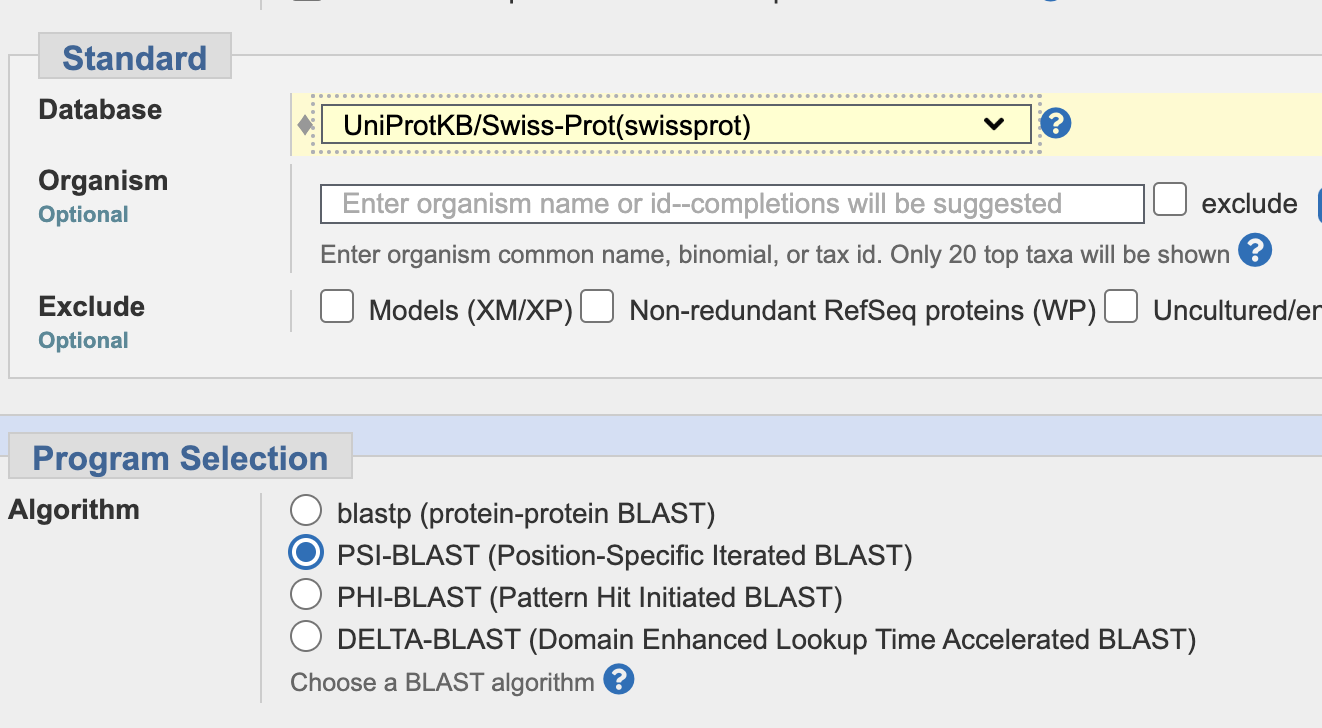 Standard
Database
UniProtKB/Swiss-Prot(swissprot)
?
Organism
Optional
Enter organism name or id--completions will be suggested
exclude
Enter organism common name, binomial, or tax id. Only 20 top taxa will be shown ?
Exclude
Optional
Models (XM/XP) Non-redundant RefSeq proteins (WP) Uncultured/
Program Selection
Algorithm
blastp (protein-protein BLAST)
PSI-BLAST (Position-Specific Iterated BLAST)
PHI-BLAST (Pattern Hit Initiated BLAST)
DELTA-BLAST (Domain Enhanced Lookup Time Accelerated BLAST)
Choose a BLAST algorithm ?